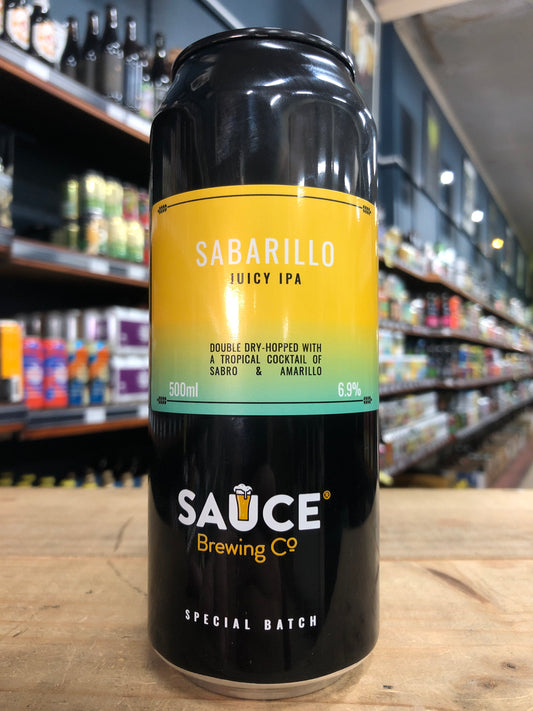 SABARILLO
JUICY IPA
DOUBLE DRY-HOPPED WITH
A TROPICAL COCKTAIL OF
SABRO & AMARILLO
500ml 6.9%
SAUCE®
Brewing Co
SPECIAL BATCH